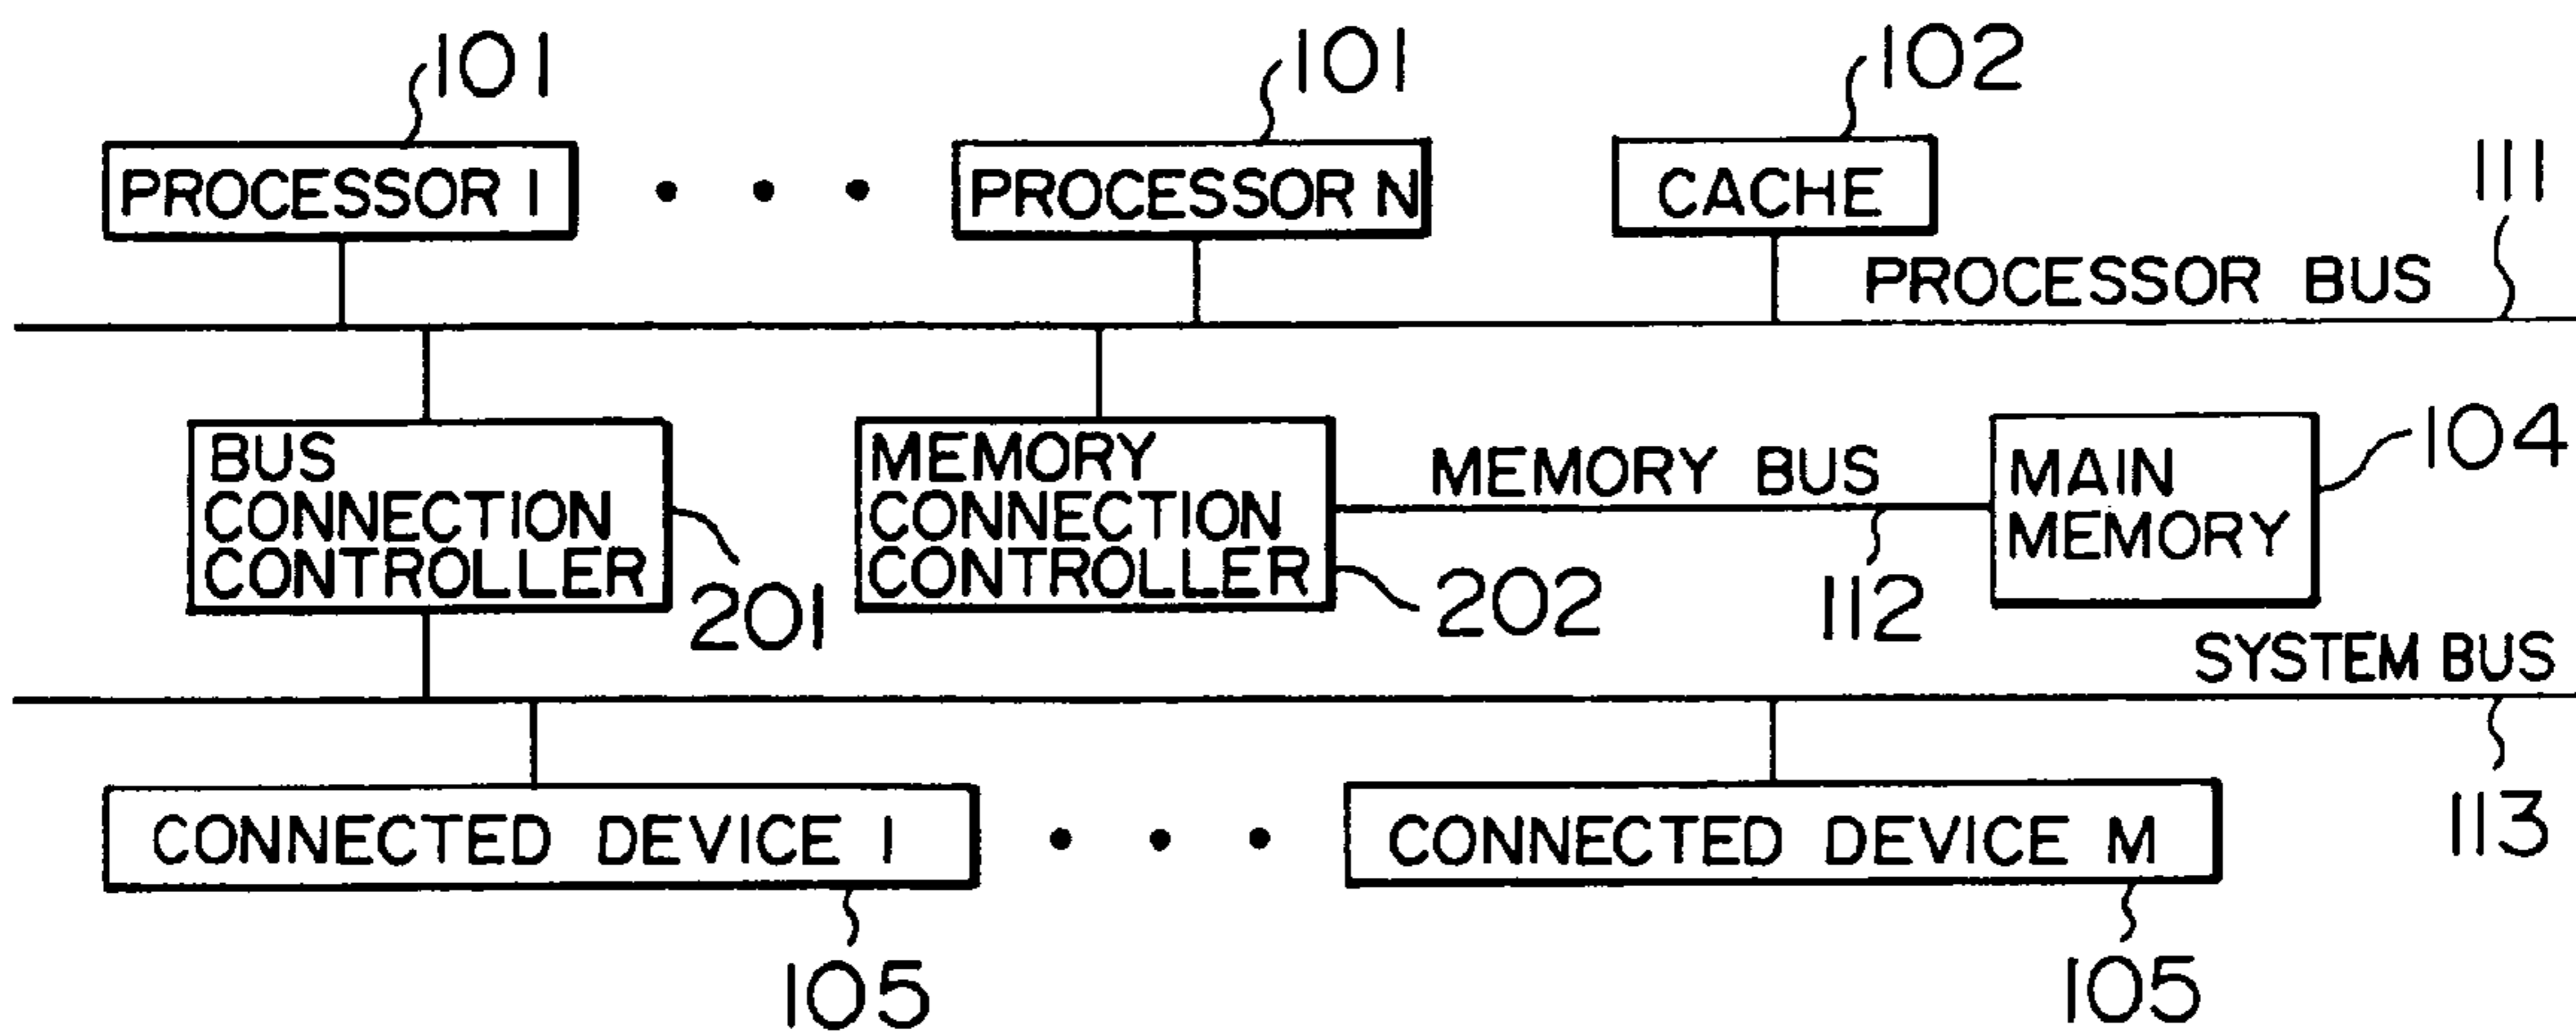 101
101
102
PROCESSOR 1
• • •
PROCESSOR N
CACHE
111
PROCESSOR BUS
BUS
CONNECTION
CONTROLLER
201
MEMORY
CONNECTION
CONTROLLER
202
MEMORY BUS
112
MAIN
MEMORY
104
SYSTEM BUS
113
CONNECTED DEVICE 1
• • •
CONNECTED DEVICE M
105
105